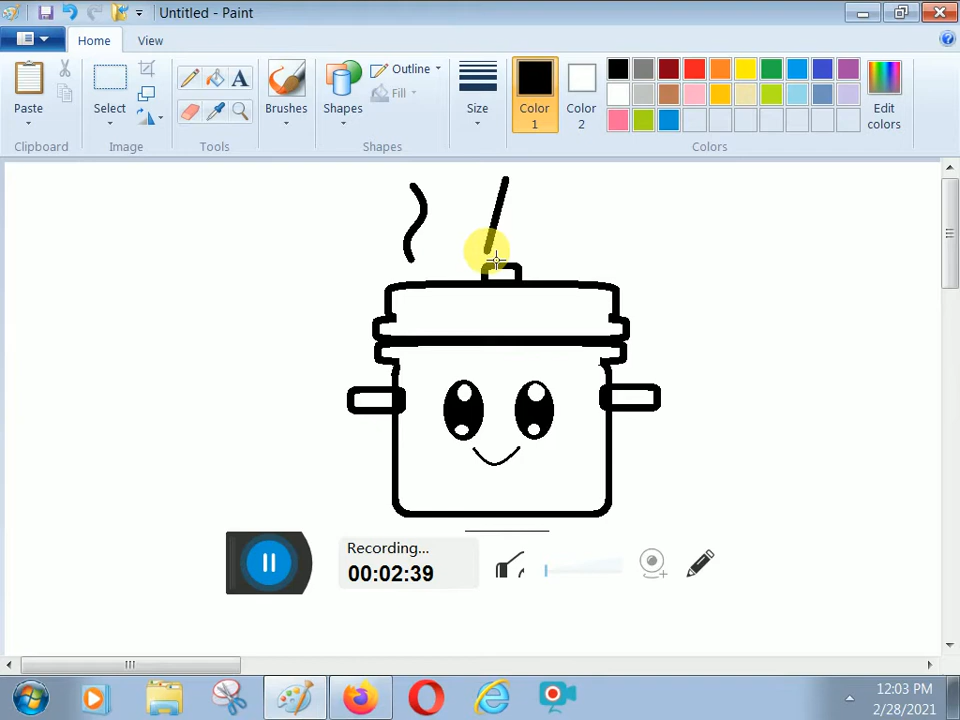 Untitled - Paint
Home View
Paste
Select
Brushes
Shapes
Outline
Fill
Size
Color 1
Color 2
Edit colors
Clipboard
Image
Tools
Shapes
Colors
Recording...
00:02:39
12:03 PM
2/28/2021